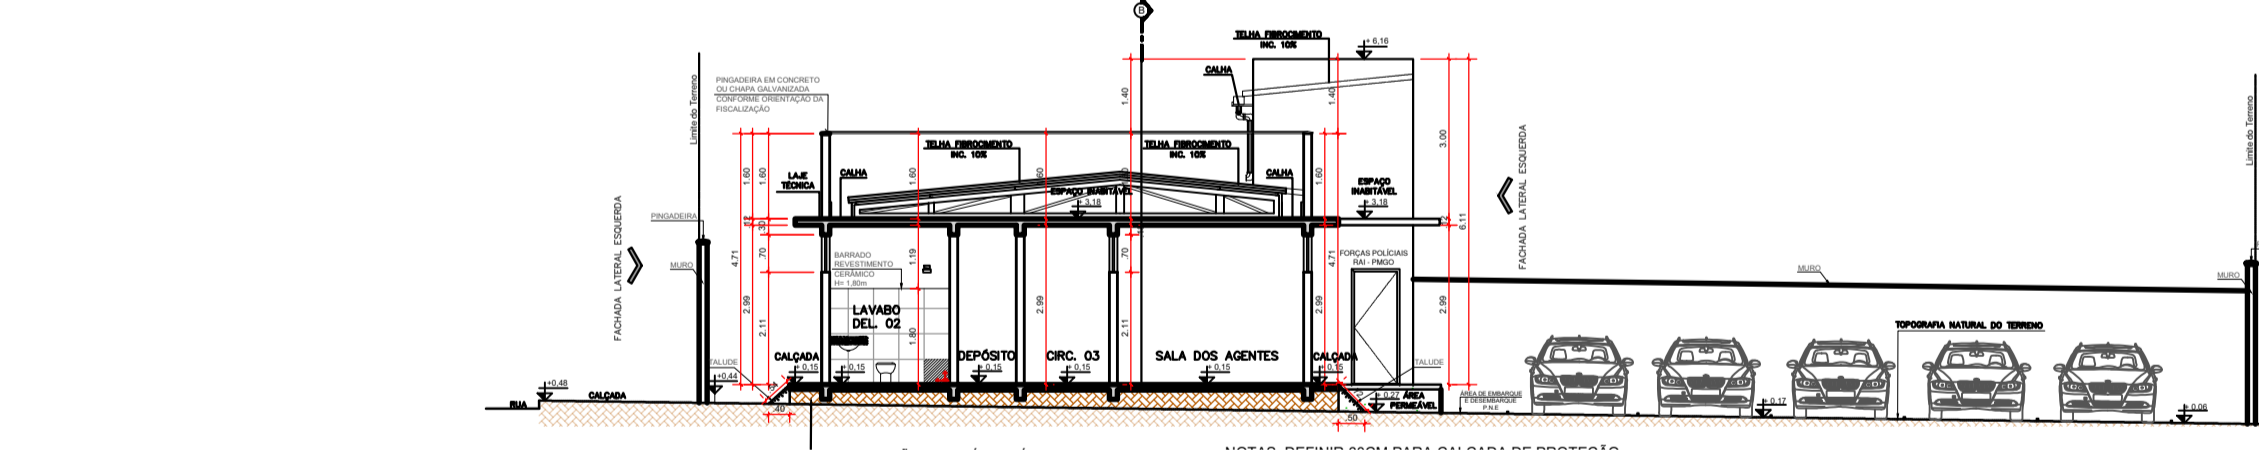 B
TELHA FIBROCIMENTO
INC. 10%
+ 6,16
CALHA
PINGADEIRA EM CONCRETO
OU CHAPA GALVANIZADA
CONFORME ORIENTAÇÃO DA
FISCALIZAÇÃO
Limite do Terreno
1.40
1.40
3.00
6.11
FACHADA LATERAL ESQUERDA
Limite do Terreno
TELHA FIBROCIMENTO
INC. 10%
TELHA FIBROCIMENTO
INC. 10%
LAJE
TÉCNICA
CALHA
CALHA
1.60
1.60
1.60
1.60
ESPAÇO INABITÁVEL
ESPAÇO
INABITÁVEL
+ 3,18
+ 3,18
FACHADA LATERAL ESQUERDA
PINGADEIRA
MURO
4.71
.30
.70
2.99
2.11
BARRADO
REVESTIMENTO
CERÂMICO
H= 1,80m
1.19
1.80
2.99
.70
2.11
4.71
2.99
2.99
FORÇAS POLÍCIAIS
RAI - PMGO
MURO
MURO
LAVABO
DEL. 02
DEPÓSITO
CIRC. 03
SALA DOS AGENTES
CALÇADA
CALÇADA
TALUDE
TALUDE
TOPOGRAFIA NATURAL DO TERRENO
+ 0,15
+ 0,15
+ 0,15
+ 0,15
+ 0,15
+ 0,15
+0,48
+0,44
RUA
CALÇADA
.40
.50
+ 0,27
ÁREA
PERMEÁVEL
ÁREA DE EMBARQUE
E DESEMBARQUE
P.N.E
+ 0,17
+ 0,06